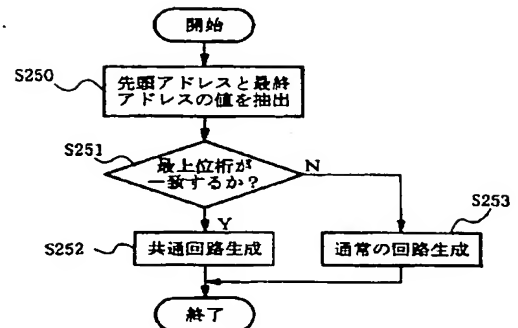 開始
S250
先頭アドレスと最終
アドレスの値を抽出
S251
最上位桁が
一致するか？
N
Y
S253
S252
共通回路生成
通常の回路生成
終了